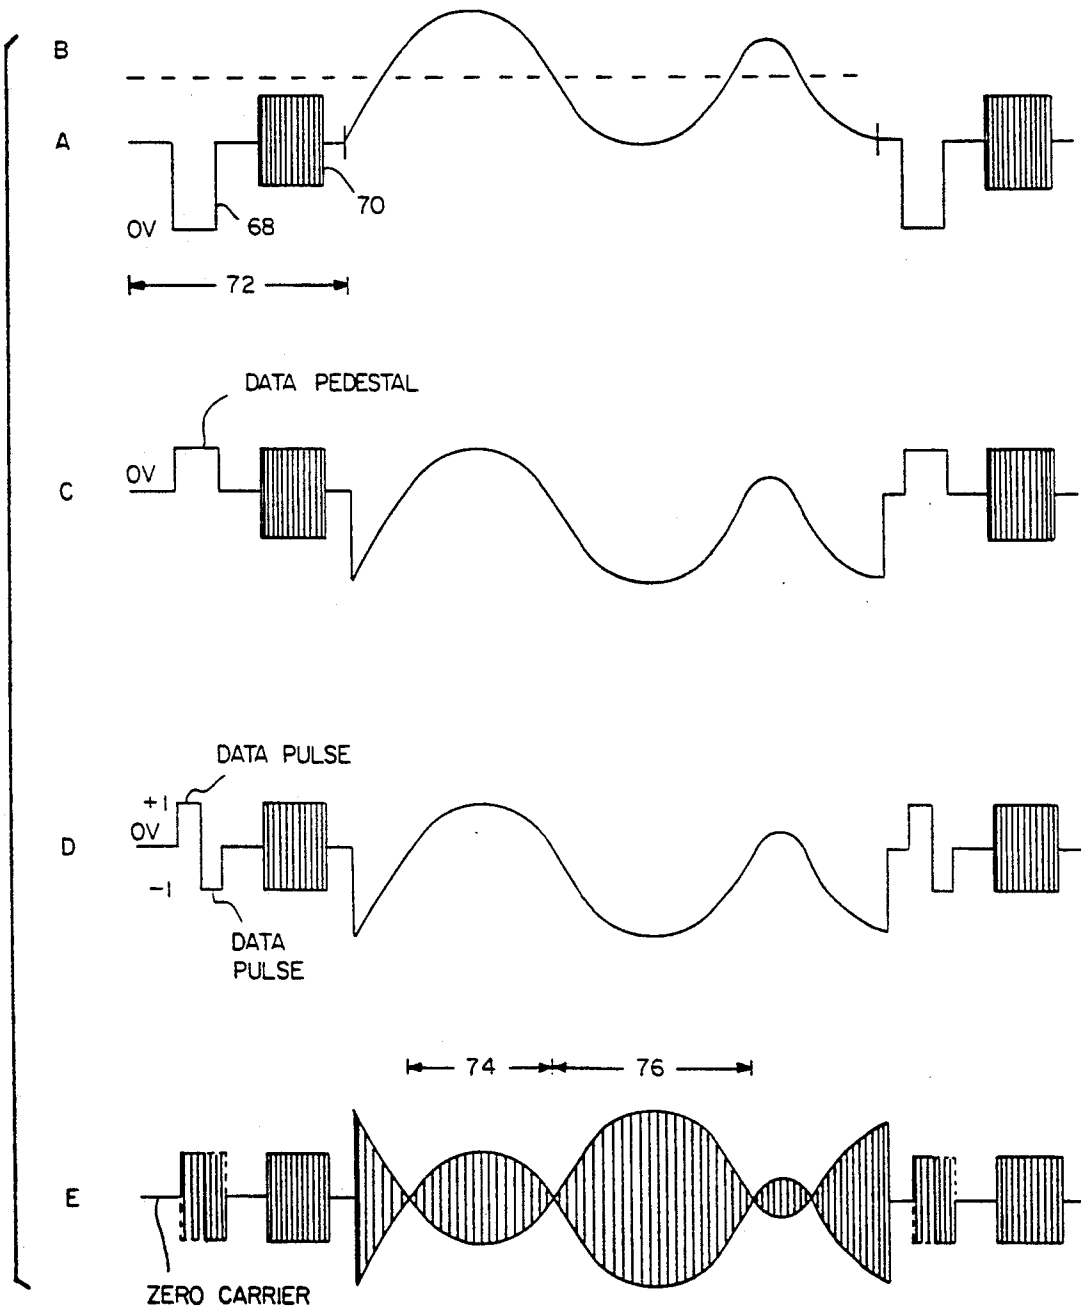 B
A
70
OV
68
72
DATA PEDESTAL
OV
C
DATA PULSE
+1
OV
D
-1
DATA
PULSE
74
76
E
ZERO CARRIER